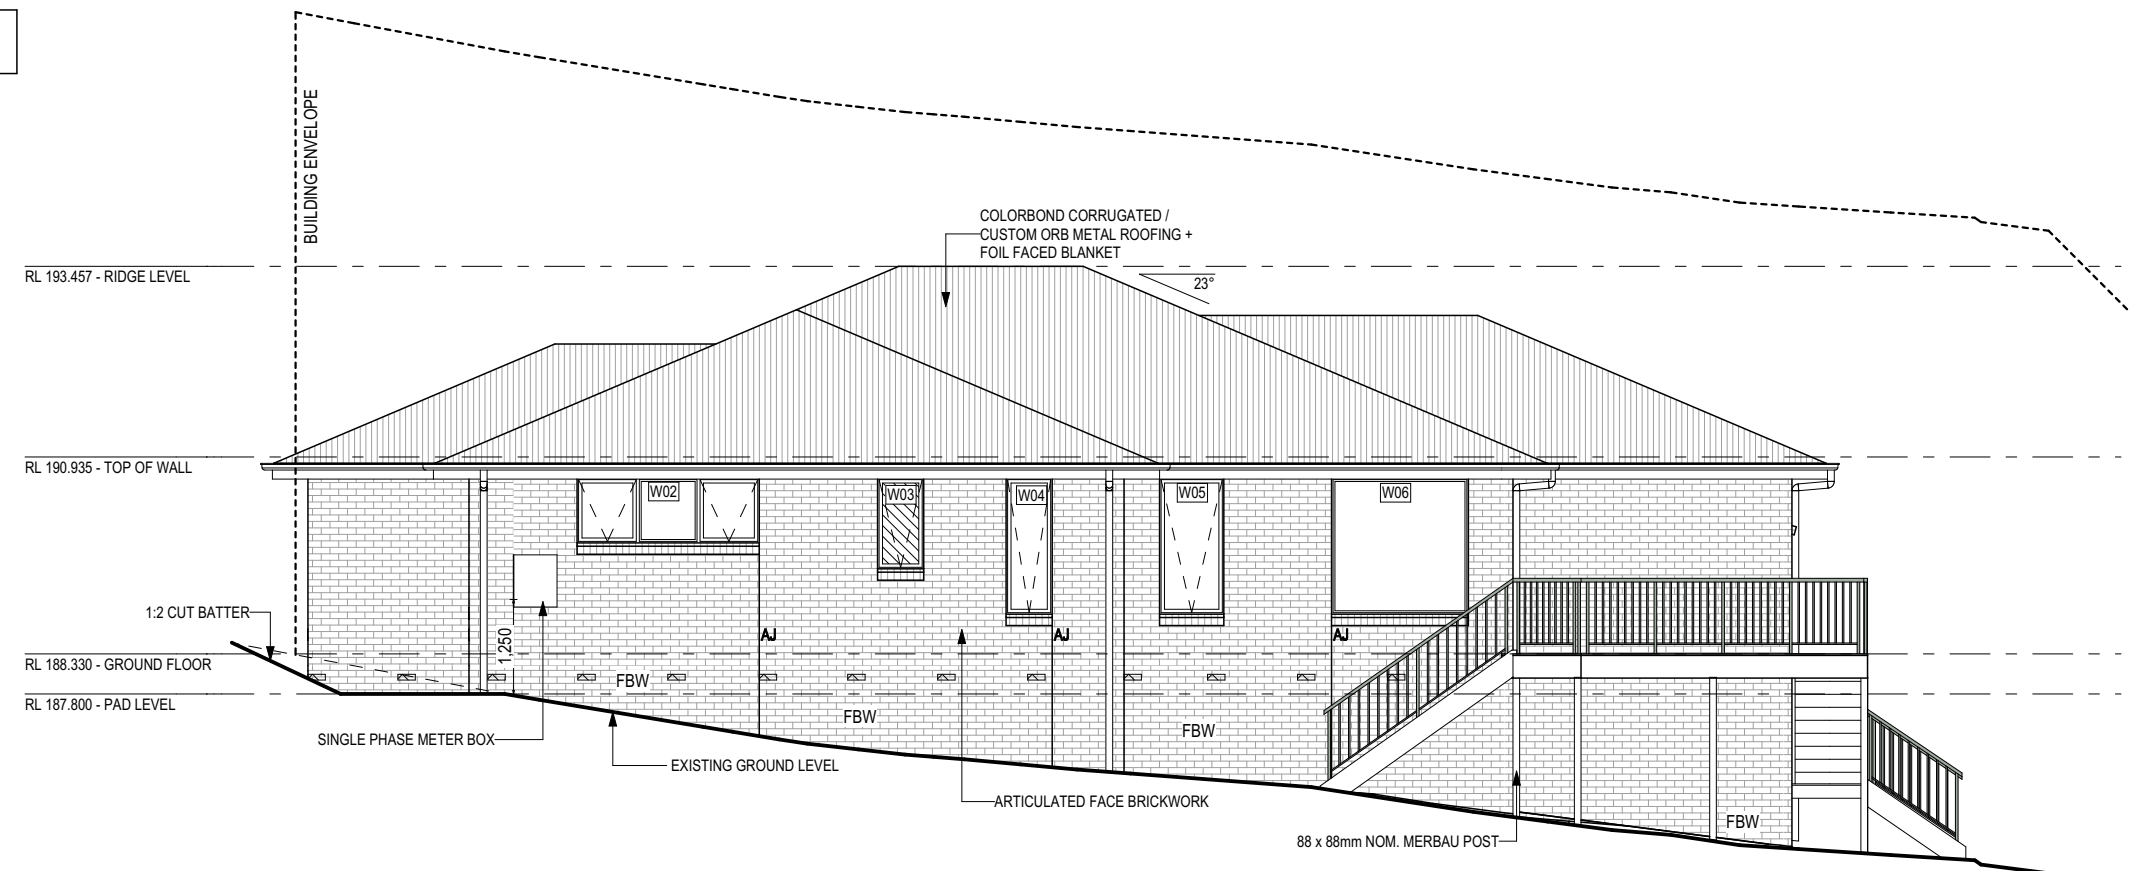 BUILDING ENVELOPE
COLORBOND CORRUGATED /
CUSTOM ORB METAL ROOFING +
FOIL FACED BLANKET
RL 193.457 - RIDGE LEVEL
23°
RL 190.935 - TOP OF WALL
W02
W03
W04
W05
W06
1:2 CUT BATTER
1,250
AJ
AJ
AJ
RL 188.330 - GROUND FLOOR
FBW
RL 187.800 - PAD LEVEL
FBW
FBW
SINGLE PHASE METER BOX
EXISTING GROUND LEVEL
ARTICULATED FACE BRICKWORK
FBW
88 x 88mm NOM. MERBAU POST